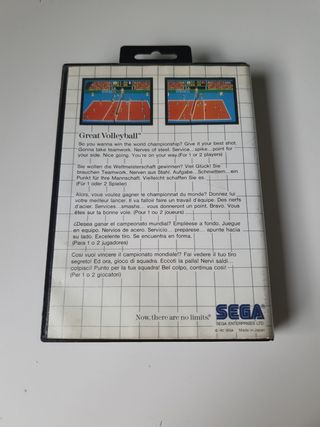 Great Volleyball™
So you wanna win the world championship? Give it your best shot.
Gonna take teamwork. Nerves of steel. Service...spike...point for
your side. Nice going. You're on your way.(For 1 or 2 players)
Sie wollen die Weltmeisterschaft gewinnen? Viel Glück! Sie
brauchen Teamwork. Nerven aus Stahl. Aufgabe...Schmettern...ein
Punkt für Ihre Mannschaft. Vielleicht schaffen Sie es.
(Für 1 oder 2 Spieler)
Alors, vous voulez gagner le championnat du monde? Donnez lui
votre meilleur lancer. Il va falloir faire un travail d'équipe. Des nerfs
d'acier. Services...smashs... vous donneront un point. Bravo. Vous
êtes sur la bonne voie. (Pour 1 ou 2 joueurs)
¿Desea ganar el campeonato mundial? Empléese a fondo. Juegue
en equipo. Nervios de acero. Servicio... prepárese... apunte hacia
su lado. Excelente tiro. Se encuentra en forma.
(Para 1 o 2 jugadores)
Così vuoi vincere il campionato mondiale!? Fai vedere il tuo tiro
segreto! Ed ora, gioco di squadra. Eccoti la palla! Nervi saldi...
colpisci! Punto per la tua squadra! Bel colpo, continua così.
(Per 1 o 2 giocatori)
Now, there are no limits.
SEGA
SEGA ENTERPRISES LTD.
Made in Japan